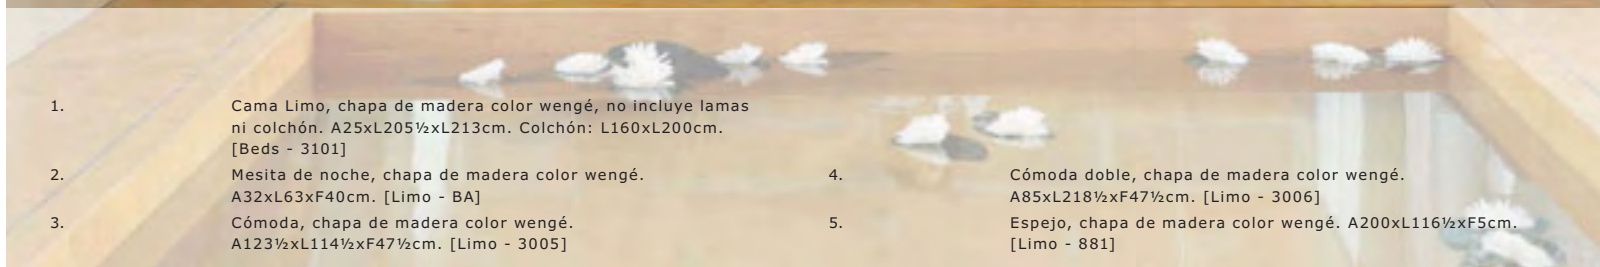 1. Cama Limo, chapa de madera color wengé, no incluye lamas
ni colchón. A25xL205½xL213cm. Colchón: L160xL200cm.
[Beds - 3101]
2. Mesita de noche, chapa de madera color wengé.
A32xL63xF40cm. [Limo - BA]
3. Cómoda, chapa de madera color wengé.
A123½xL114½xF47½cm. [Limo - 3005]
4. Cómoda doble, chapa de madera color wengé.
A85xL218½xF47½cm. [Limo - 3006]
5. Espejo, chapa de madera color wengé. A200xL116½xF5cm.
[Limo - 881]